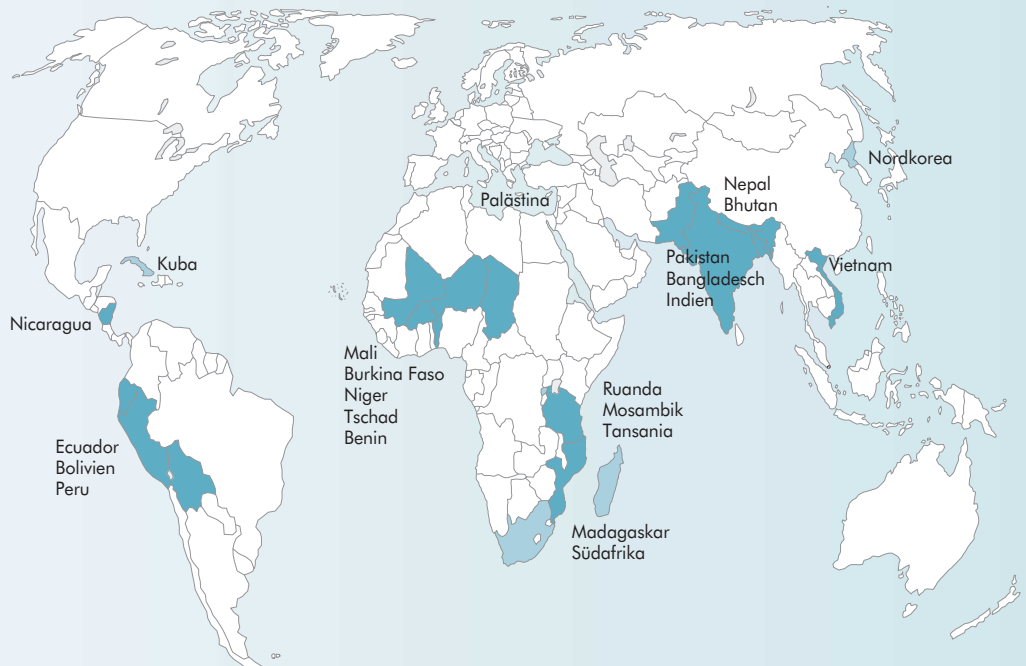 Nordkorea
Nepal
Bhutan
Palästina
Kuba
Pakistan
Bangladesch
Indien
Vietnam
Nicaragua
Mali
Burkina Faso
Niger
Tschad
Benin
Ruanda
Mosambik
Tansania
Ecuador
Bolivien
Peru
Madagaskar
Südafrika